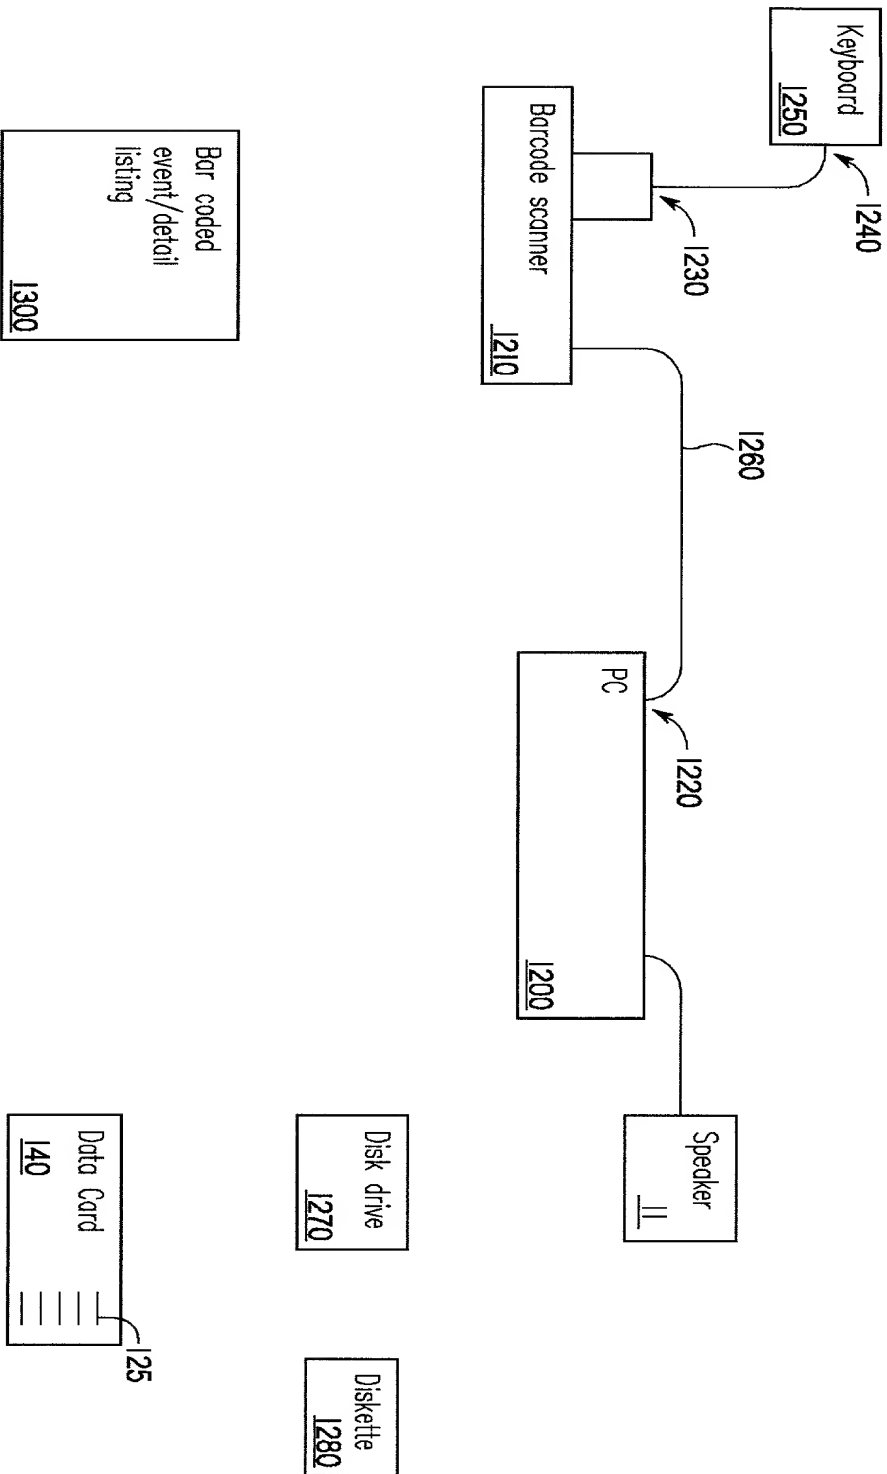 Keyboard
1250
1240
1230
Barcode scanner
1210
1260
Bar coded
event/detail
listing
1300
1220
PC
1200
Speaker
11
Disk drive
1270
Diskette
1280
Data Card
140
125